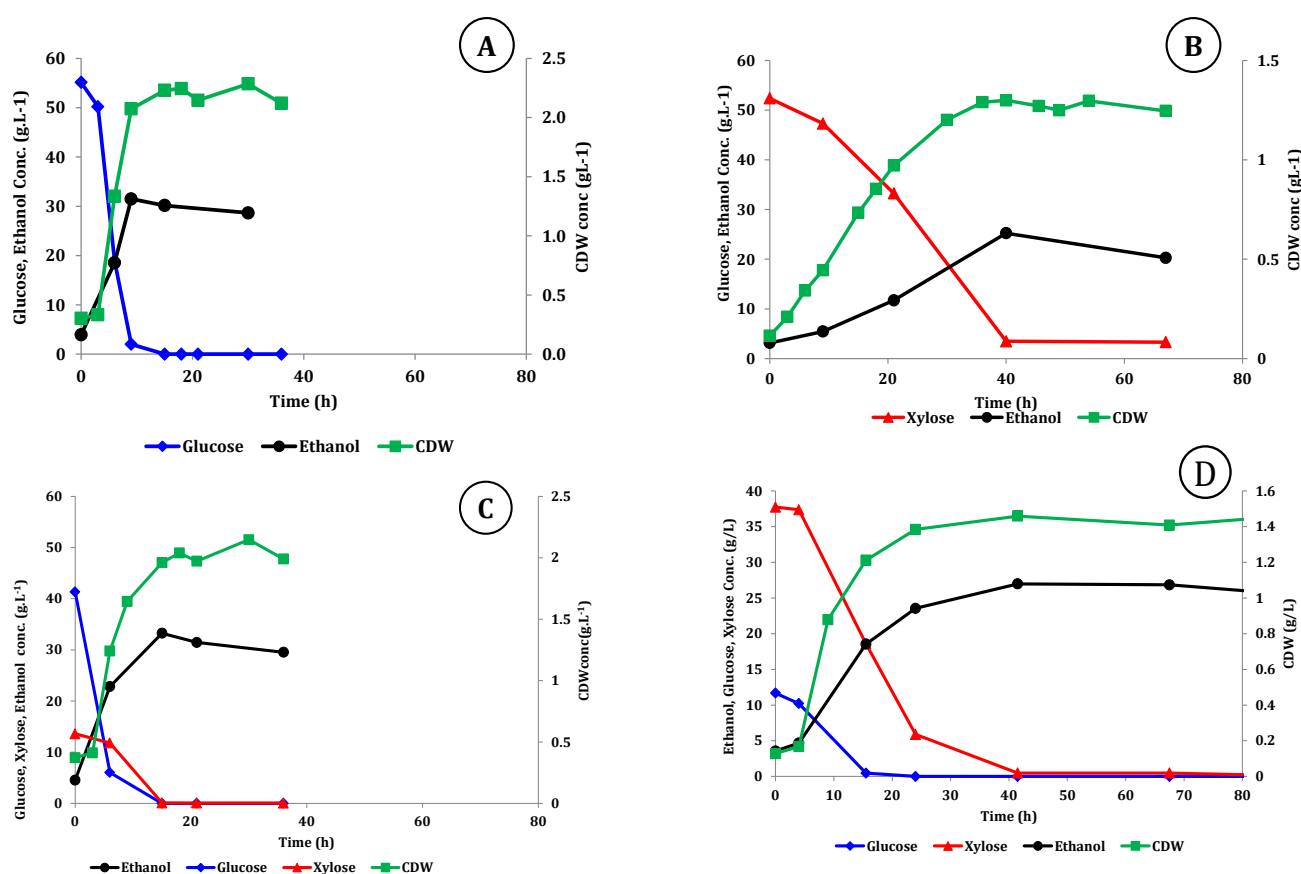 A
Glucose, Ethanol Conc. (g.L-1)
60
50
40
30
20
10
0
2.5
2.0
1.5
1.0
0.5
0.0
CDW conc (gL-1)
0 20 40 60 80
Time (h)
Glucose Ethanol CDW
B
Glucose, Ethanol Conc. (g.L-1)
60
50
40
30
20
10
0
1.5
1
0.5
0
CDW conc (gL-1)
0 20 40 60 80
Time (h)
Xylose Ethanol CDW
C
Glucose, Xylose, Ethanol conc. (g.L-1)
60
50
40
30
20
10
0
2.5
2
1.5
1
0.5
0
CDWconc(g.L-1)
0 20 40 60 80
Time (h)
Ethanol Glucose Xylose CDW
D
Ethanol, Glucose, Xylose Conc. (g/L)
40
35
30
25
20
15
10
5
0
1.6
1.4
1.2
1
0.8
0.6
0.4
0.2
0
CDW (g/L)
0 10 20 30 40 50 60 70 80
Time (h)
Glucose Xylose Ethanol CDW